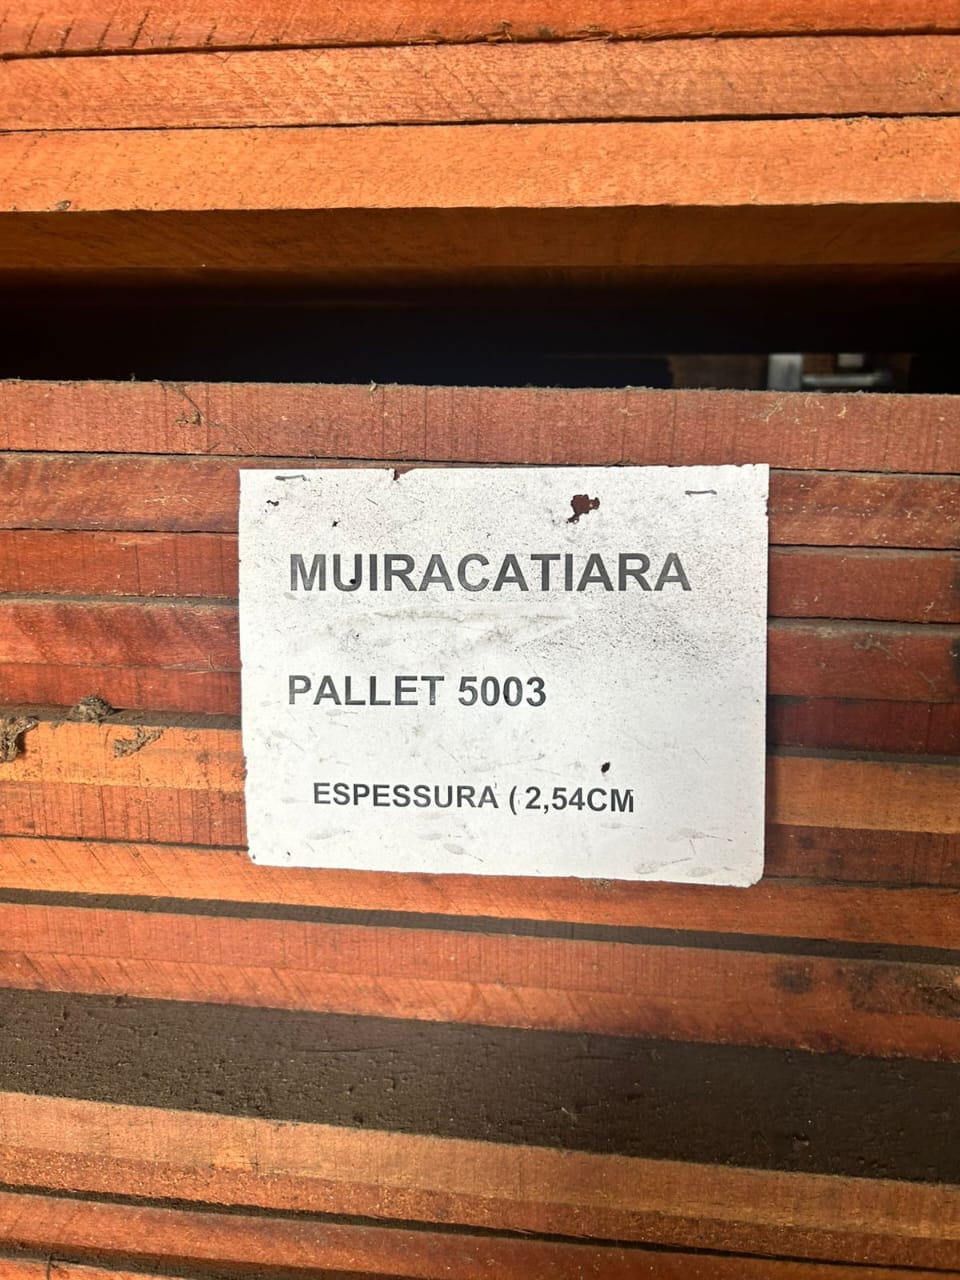 MUIRACATIARA
PALLET 5003
ESPESSURA ( 2,54CM